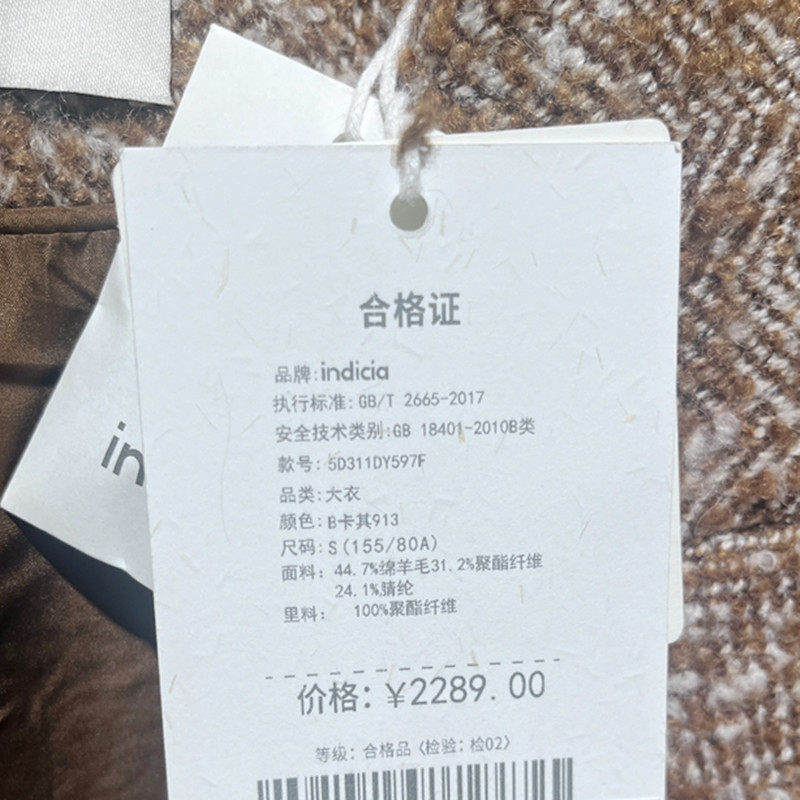 合格证
品牌:indicia
执行标准: GB/T 2665-2017
安全技术类别:GB 18401-2010B类
款号: 5D311DY597F
品类:大衣
颜色:B卡其913
尺码:S(155/80A)
面料: 44.7%绵羊毛31.2%聚酯纤维
24.1%腈纶
里料: 100%聚酯纤维
价格:¥2289.00
等级: 合格品〈检验: 检02〉
in